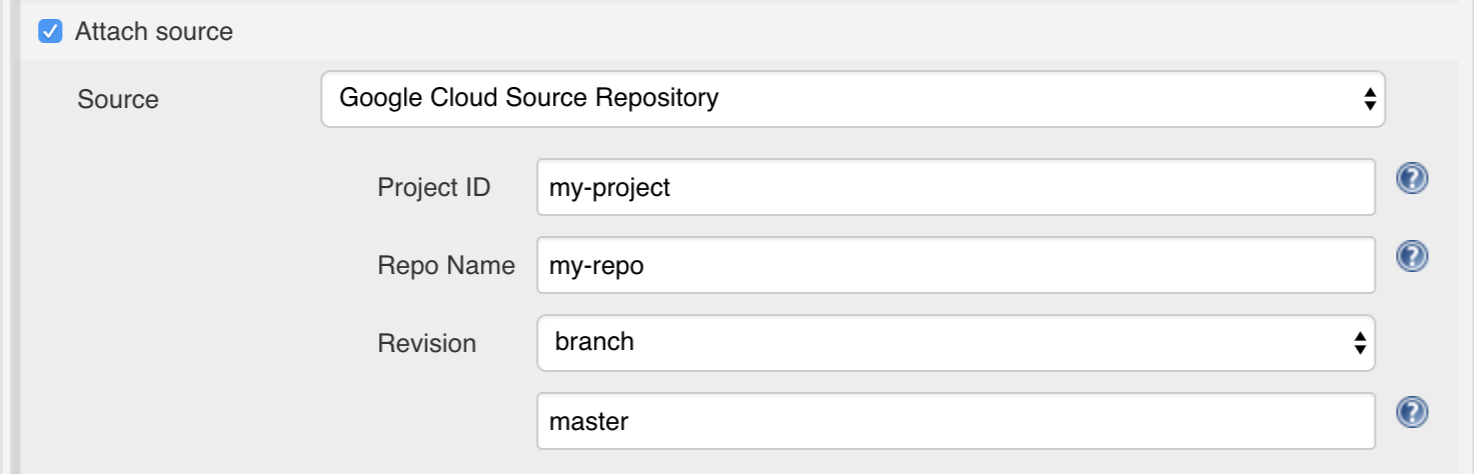 Attach source
Source Google Cloud Source Repository
Project ID my-project ?
Repo Name my-repo ?
Revision branch
master ?